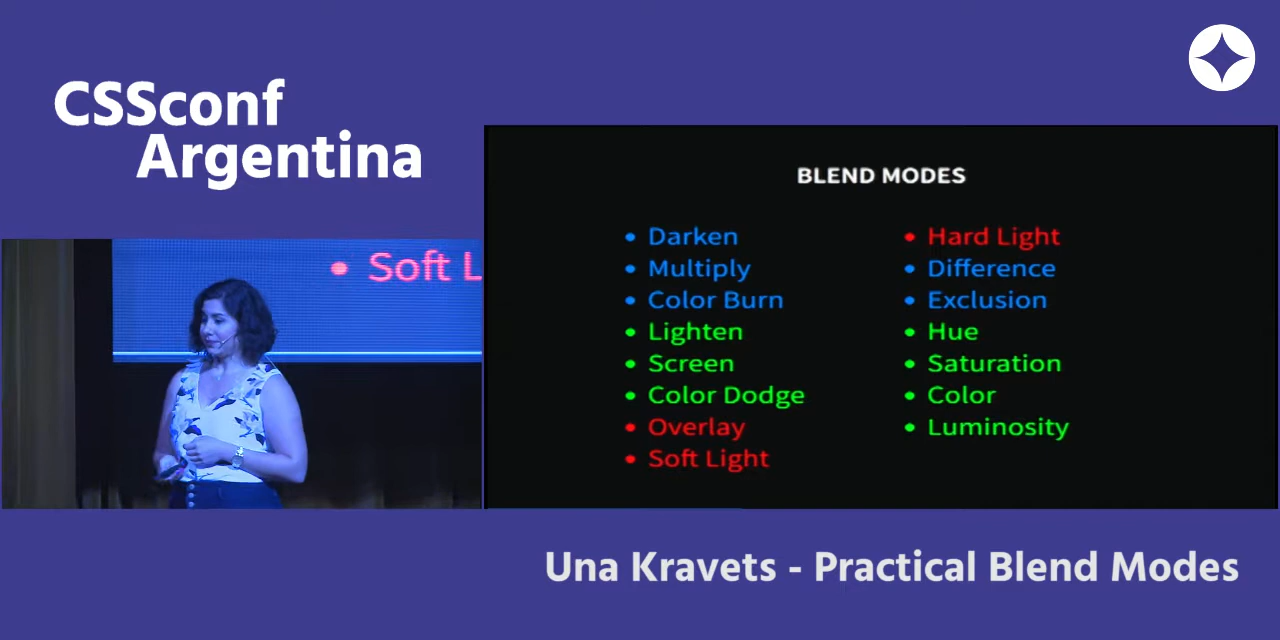 CSSconf
Argentina
BLEND MODES
• Darken
• Multiply
• Color Burn
• Lighten
• Screen
• Color Dodge
• Overlay
• Soft Light
• Hard Light
• Difference
• Exclusion
• Hue
• Saturation
• Color
• Luminosity
• Soft L
Una Kravets - Practical Blend Modes